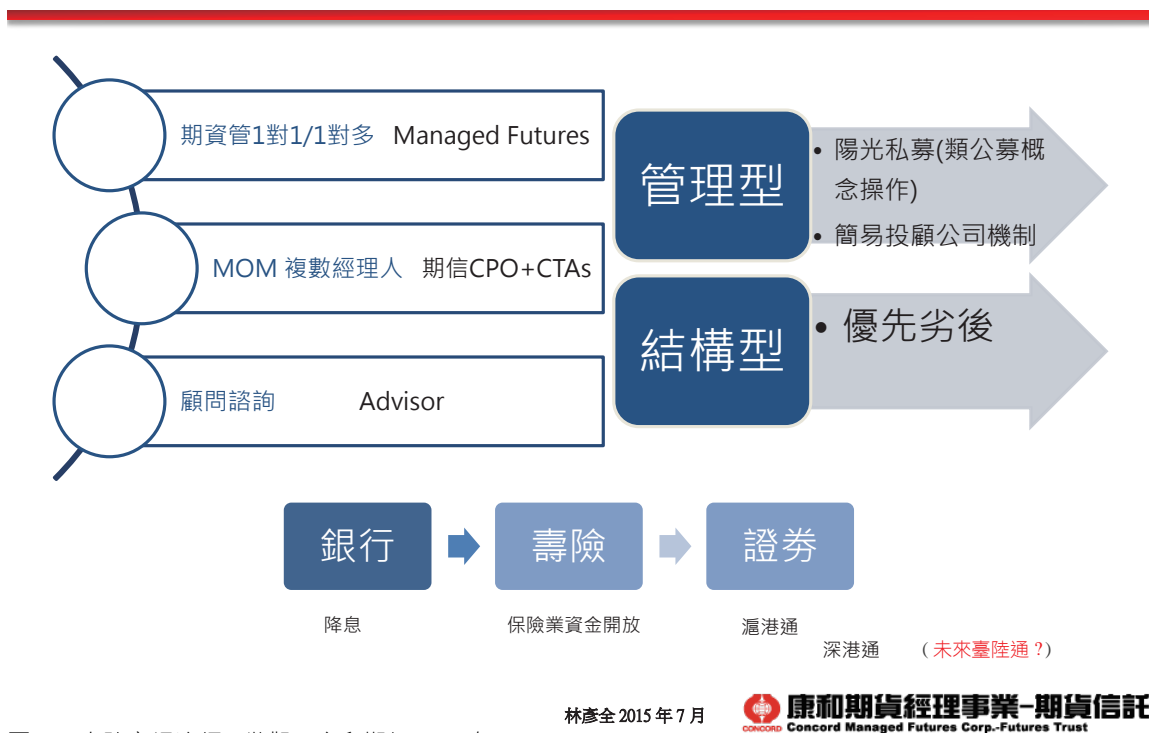 期資管1對1/1對多 Managed Futures
MOM 複數經理人 期信CPO+CTAs
顧問諮詢 Advisor
管理型
• 陽光私募(類公募概
念操作)
• 簡易投顧公司機制
結構型
• 優先劣後
銀行
壽險
證券
降息
保險業資金開放
滬港通
深港通 (未來臺陸通?)
林彥全 2015 年 7 月
CONCORD
康和期貨經理事業-期貨信託
Concord Managed Futures Corp.-Futures Trust